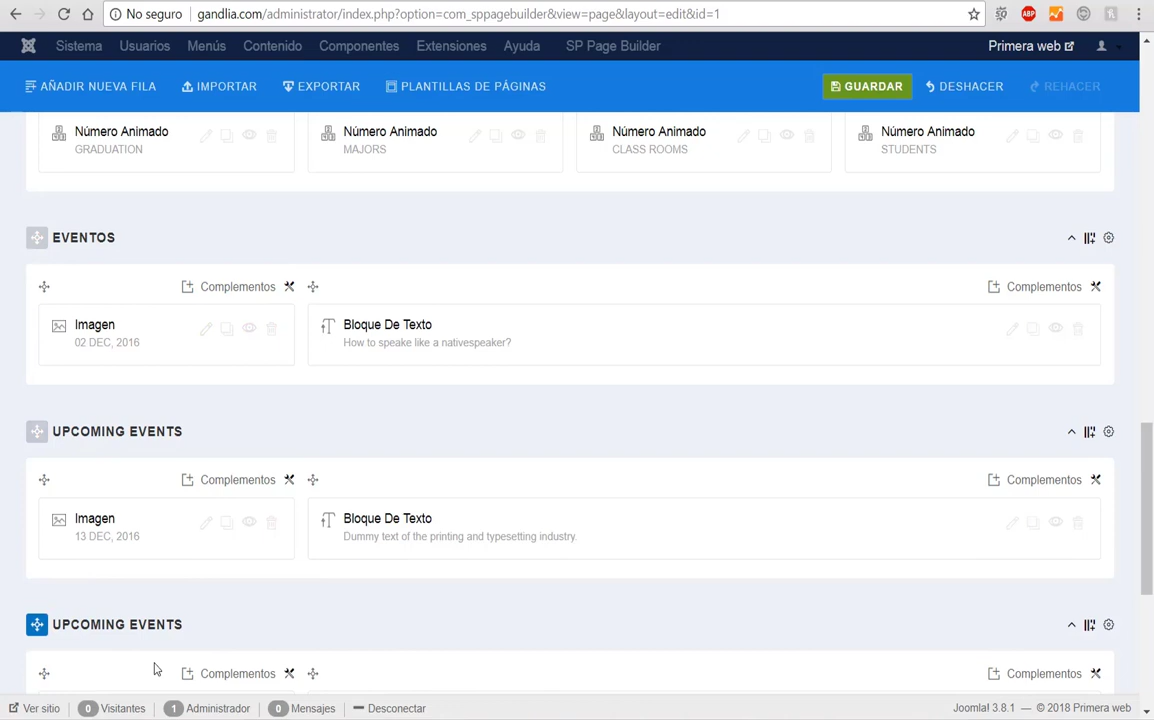 No seguro
gandlia.com/administrator/index.php?option=com_sppagebuilder&view=page&layout=edit&id=1
ABP
Sistema Usuarios Menús Contenido Componentes Extensiones Ayuda SP Page Builder Primera web
AÑADIR NUEVA FILA IMPORTAR EXPORTAR PLANTILLAS DE PÁGINAS GUARDAR DESHACER REHACER
Número Animado Número Animado Número Animado Número Animado
GRADUATION MAJORS CLASS ROOMS STUDENTS
EVENTOS
Complementos Complementos
Imagen Bloque De Texto
02 DEC, 2016 How to speake like a nativespeaker?
UPCOMING EVENTS
Complementos Complementos
Imagen Bloque De Texto
13 DEC, 2016 Dummy text of the printing and typesetting industry.
UPCOMING EVENTS
Complementos Complementos
Ver sitio 0 Visitantes 1 Administrador 0 Mensajes Desconectar Joomla! 3.8.1 — © 2018 Primera web